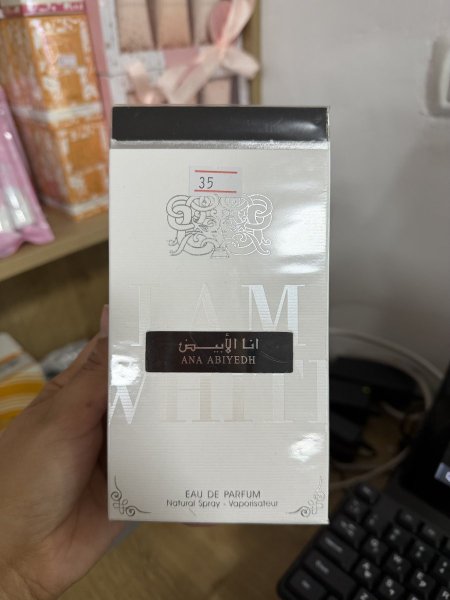 35
I AM
انا الأبيض
ANA ABIYEDH
WHITE
EAU DE PARFUM
Natural Spray - Vaporisateur